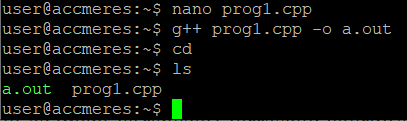 user@accmeres:~$ nano prog1.cpp
user@accmeres:~$ g++ prog1.cpp -o a.out
user@accmeres:~$ cd
user@accmeres:~$ ls
a.out  prog1.cpp
user@accmeres:~$